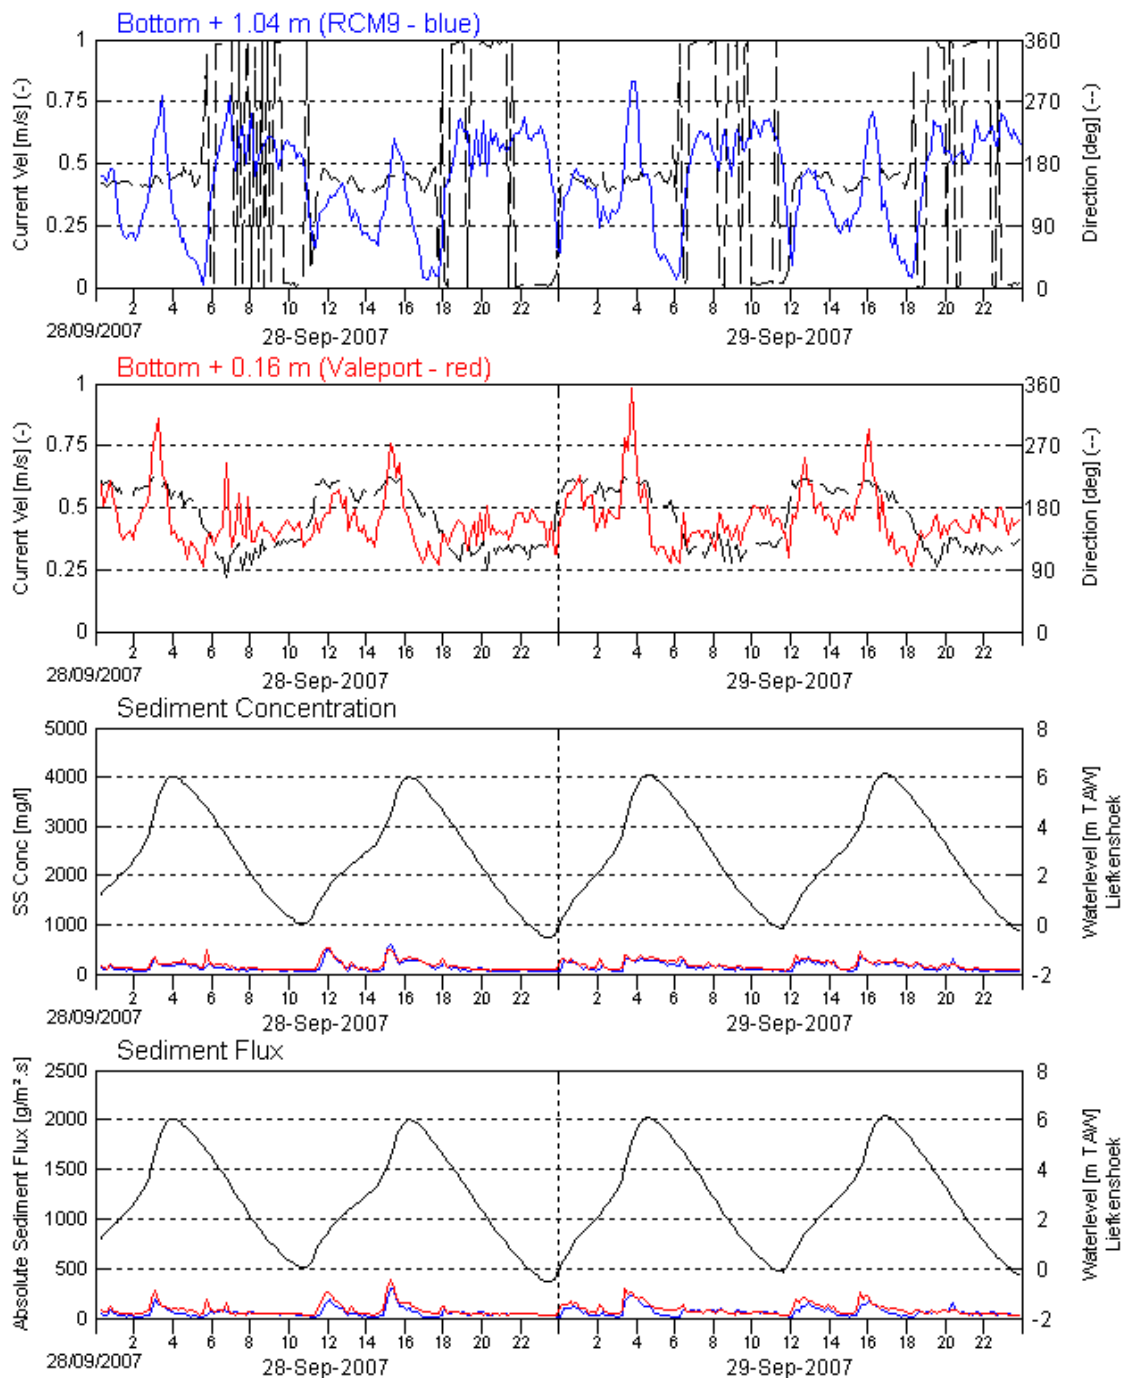 Bottom + 1.04 m (RCM9 - blue)
1 0.75 0.5 0.25 0
Current Vel [m/s] (-)
360 270 180 90 0
Direction [deg] (--)
2 4 6 8 10 12 14 16 18 20 22 2 4 6 8 10 12 14 16 18 20 22
28/09/2007 28-Sep-2007 29-Sep-2007
Bottom + 0.16 m (Valeport - red)
1 0.75 0.5 0.25 0
Current Vel [m/s] (-)
360 270 180 90 0
Direction [deg] (--)
2 4 6 8 10 12 14 16 18 20 22 2 4 6 8 10 12 14 16 18 20 22
28/09/2007 28-Sep-2007 29-Sep-2007
Sediment Concentration
5000 4000 3000 2000 1000 0
SS Conc [mg/l]
8 6 4 2 0 -2
Waterlevel [m TAW]
Liefkenshoek
2 4 6 8 10 12 14 16 18 20 22 2 4 6 8 10 12 14 16 18 20 22
28/09/2007 28-Sep-2007 29-Sep-2007
Sediment Flux
2500 2000 1500 1000 500 0
Absolute Sediment Flux [g/m².s]
8 6 4 2 0 -2
Waterlevel [m TAW]
Liefkenshoek
2 4 6 8 10 12 14 16 18 20 22 2 4 6 8 10 12 14 16 18 20 22
28/09/2007 28-Sep-2007 29-Sep-2007